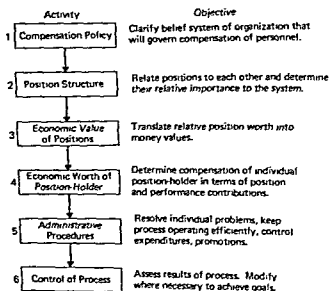 Activity Objective
1 Compensation Policy
Clarify belief system of organization that
will govern compensation of personnel.
2 Position Structure
Relate positions to each other and determine
their relative importance to the system.
3 Economic Value
of Positions
Translate relative position worth into
money values.
4 Economic Worth of
Position-Holder
Determine compensation of individual
position-holder in terms of position
and performance contributions.
5 Administrative
Procedures
Resolve individual problems, keep
process operating efficiently, control
expenditures, promotions.
6 Control of Process
Assess results of process. Modify
where necessary to achieve goals.